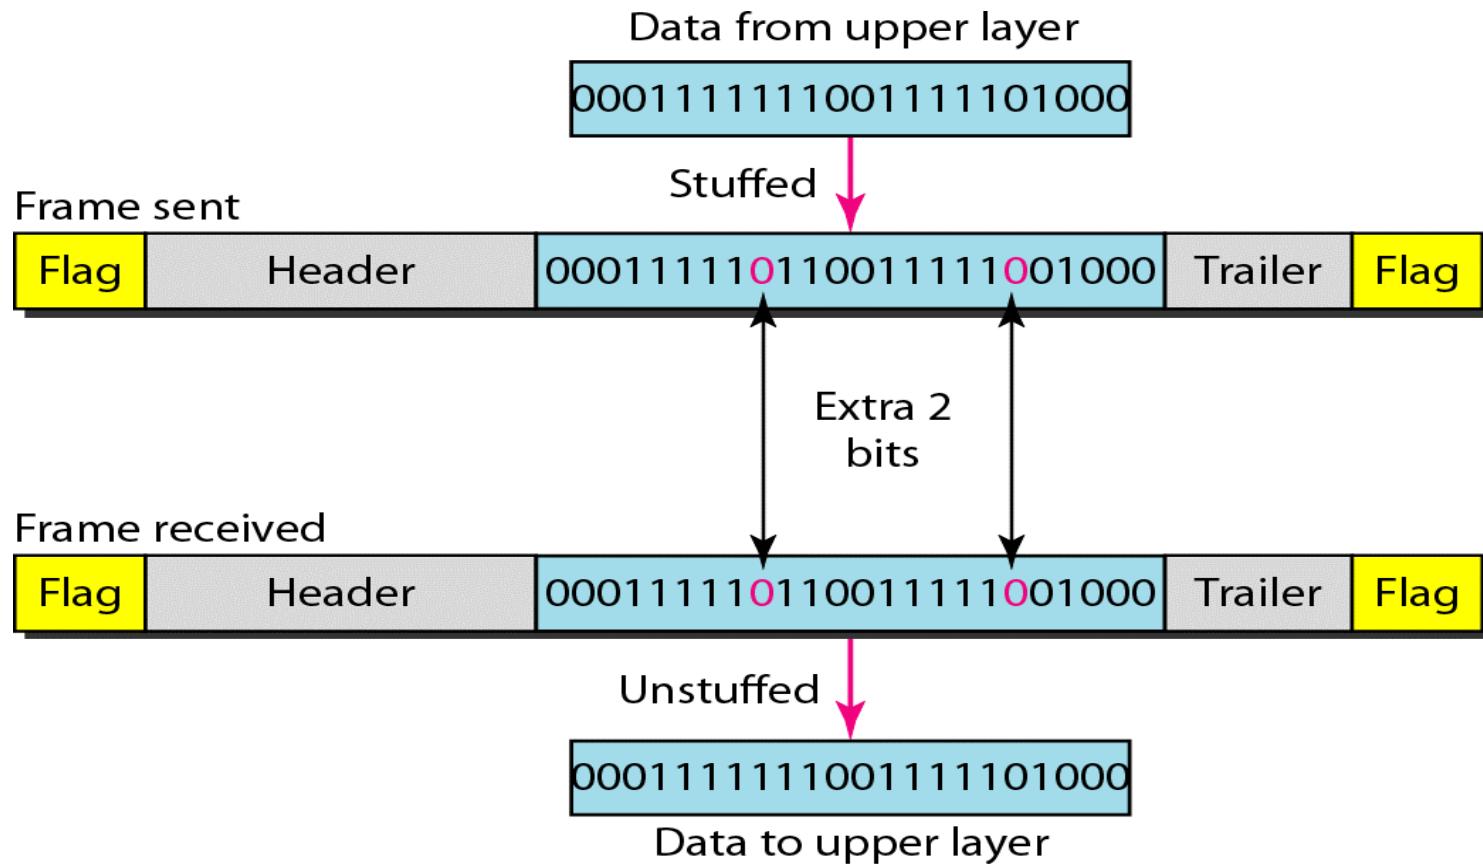 Data from upper layer
0001111111001111101000
Stuffed
Frame sent
Flag Header 000111110110011111001000 Trailer Flag
Extra 2
bits
Frame received
Flag Header 000111110110011111001000 Trailer Flag
Unstuffed
0001111111001111101000
Data to upper layer